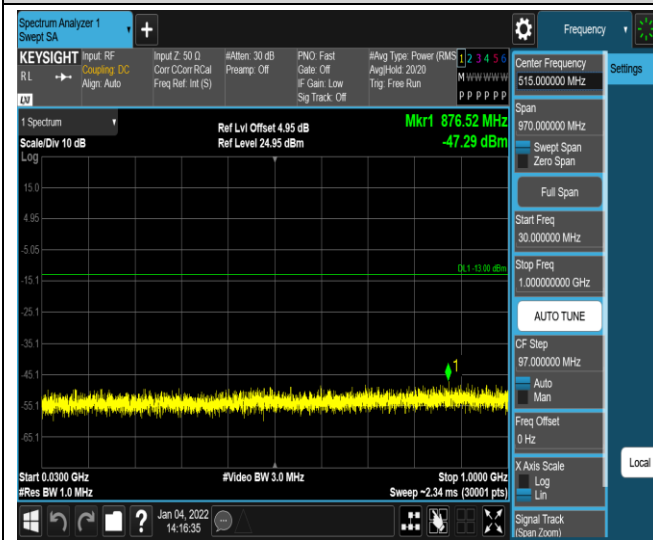 Spectrum Analyzer 1
Swept SA
+
Frequency
KEYSIGHT
R L
LXI
Input: RF
Coupling: DC
Align: Auto
Input Z: 50 Ω
Corr CCorr RCal
Freq Ref: Int (S)
#Atten: 30 dB
Preamp: Off
PNO: Fast
Gate: Off
IF Gain: Low
Sig Track: Off
#Avg Type: Power (RMS
Avg|Hold: 20/20
Trig: Free Run
1 2 3 4 5 6
M W W W W W
P P P P P P
1 Spectrum
Scale/Div 10 dB
Log
Ref Lvl Offset 4.95 dB
Ref Level 24.95 dBm
Mkr1 876.52 MHz
-47.29 dBm
15.0
4.95
-5.05
-15.1
-25.1
-35.1
-45.1
-55.1
-65.1
DL1 -13.00 dBm
1
Start 0.0300 GHz
#Res BW 1.0 MHz
#Video BW 3.0 MHz
Stop 1.0000 GHz
Sweep ~2.34 ms (30001 pts)
?
Jan 04, 2022
14:16:35
Center Frequency
515.000000 MHz
Span
970.000000 MHz
Swept Span
Zero Span
Full Span
Start Freq
30.000000 MHz
Stop Freq
1.000000000 GHz
AUTO TUNE
CF Step
97.000000 MHz
Auto
Man
Freq Offset
0 Hz
X Axis Scale
Log
Lin
Signal Track
(Span Zoom)
Settings
Local